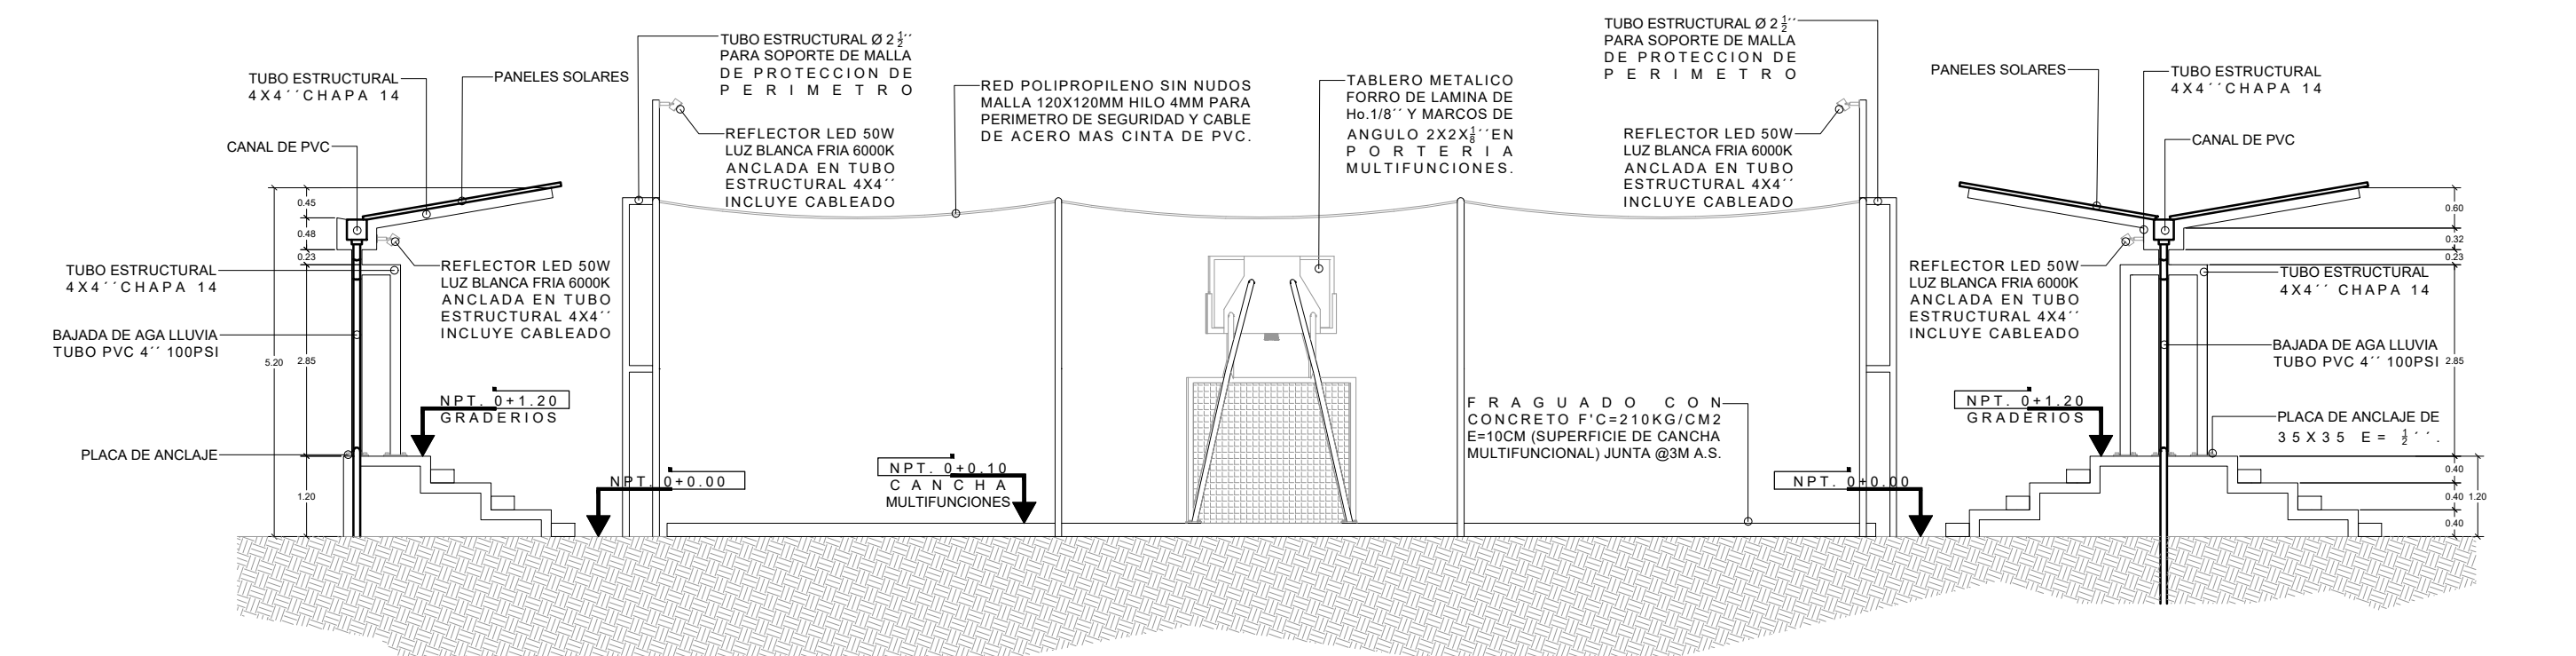 TUBO ESTRUCTURAL
4X4´´CHAPA 14
PANELES SOLARES
CANAL DE PVC
TUBO ESTRUCTURAL Ø 2 1/2´´
PARA SOPORTE DE MALLA
DE PROTECCION DE
PERIMETRO
REFLECTOR LED 50W
LUZ BLANCA FRIA 6000K
ANCLADA EN TUBO
ESTRUCTURAL 4X4´´
INCLUYE CABLEADO
RED POLIPROPILENO SIN NUDOS
MALLA 120X120MM HILO 4MM PARA
PERIMETRO DE SEGURIDAD Y CABLE
DE ACERO MAS CINTA DE PVC.
TABLERO METALICO
FORRO DE LAMINA DE
Ho.1/8´´ Y MARCOS DE
ANGULO 2X2X1/8´´EN
PORTERIA
MULTIFUNCIONES.
TUBO ESTRUCTURAL Ø 2 1/2´´
PARA SOPORTE DE MALLA
DE PROTECCION DE
PERIMETRO
REFLECTOR LED 50W
LUZ BLANCA FRIA 6000K
ANCLADA EN TUBO
ESTRUCTURAL 4X4´´
INCLUYE CABLEADO
PANELES SOLARES
TUBO ESTRUCTURAL
4X4´´CHAPA 14
CANAL DE PVC
0.45
0.48
0.23
5.20
2.85
1.20
TUBO ESTRUCTURAL
4X4´´CHAPA 14
BAJADA DE AGA LLUVIA
TUBO PVC 4´´ 100PSI
PLACA DE ANCLAJE
REFLECTOR LED 50W
LUZ BLANCA FRIA 6000K
ANCLADA EN TUBO
ESTRUCTURAL 4X4´´
INCLUYE CABLEADO
NPT. 0+1.20
GRADERIOS
NPT. 0+0.00
NPT. 0+0.10
CANCHA
MULTIFUNCIONES
FRAGUADO CON
CONCRETO F'C=210KG/CM2
E=10CM (SUPERFICIE DE CANCHA
MULTIFUNCIONAL) JUNTA @3M A.S.
NPT. 0+0.00
REFLECTOR LED 50W
LUZ BLANCA FRIA 6000K
ANCLADA EN TUBO
ESTRUCTURAL 4X4´´
INCLUYE CABLEADO
NPT. 0+1.20
GRADERIOS
TUBO ESTRUCTURAL
4X4´´ CHAPA 14
BAJADA DE AGA LLUVIA
TUBO PVC 4´´ 100PSI
PLACA DE ANCLAJE DE
35X35 E= 1/2´´.
0.60
0.32
0.23
2.85
0.40
0.40
0.40
1.20